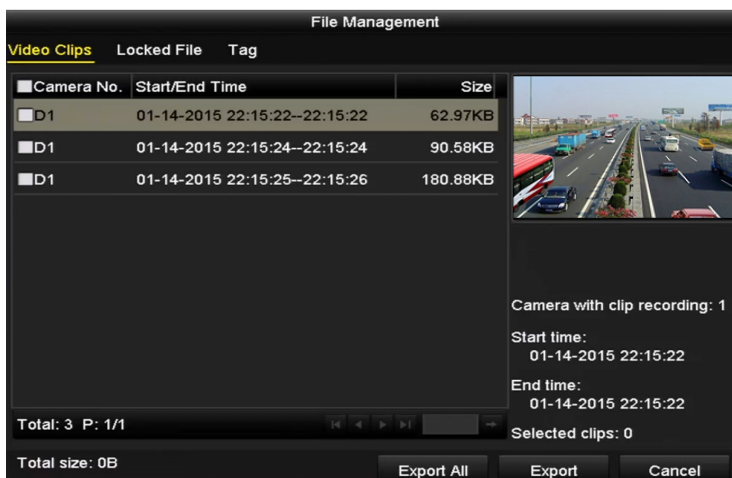 File Management
Video Clips Locked File Tag
Camera No. Start/End Time Size
D1 01-14-2015 22:15:22--22:15:22 62.97KB
D1 01-14-2015 22:15:24--22:15:24 90.58KB
D1 01-14-2015 22:15:25--22:15:26 180.88KB
Camera with clip recording: 1
Start time:
01-14-2015 22:15:22
End time:
01-14-2015 22:15:22
Selected clips: 0
Total: 3 P: 1/1
Total size: 0B
Export All Export Cancel